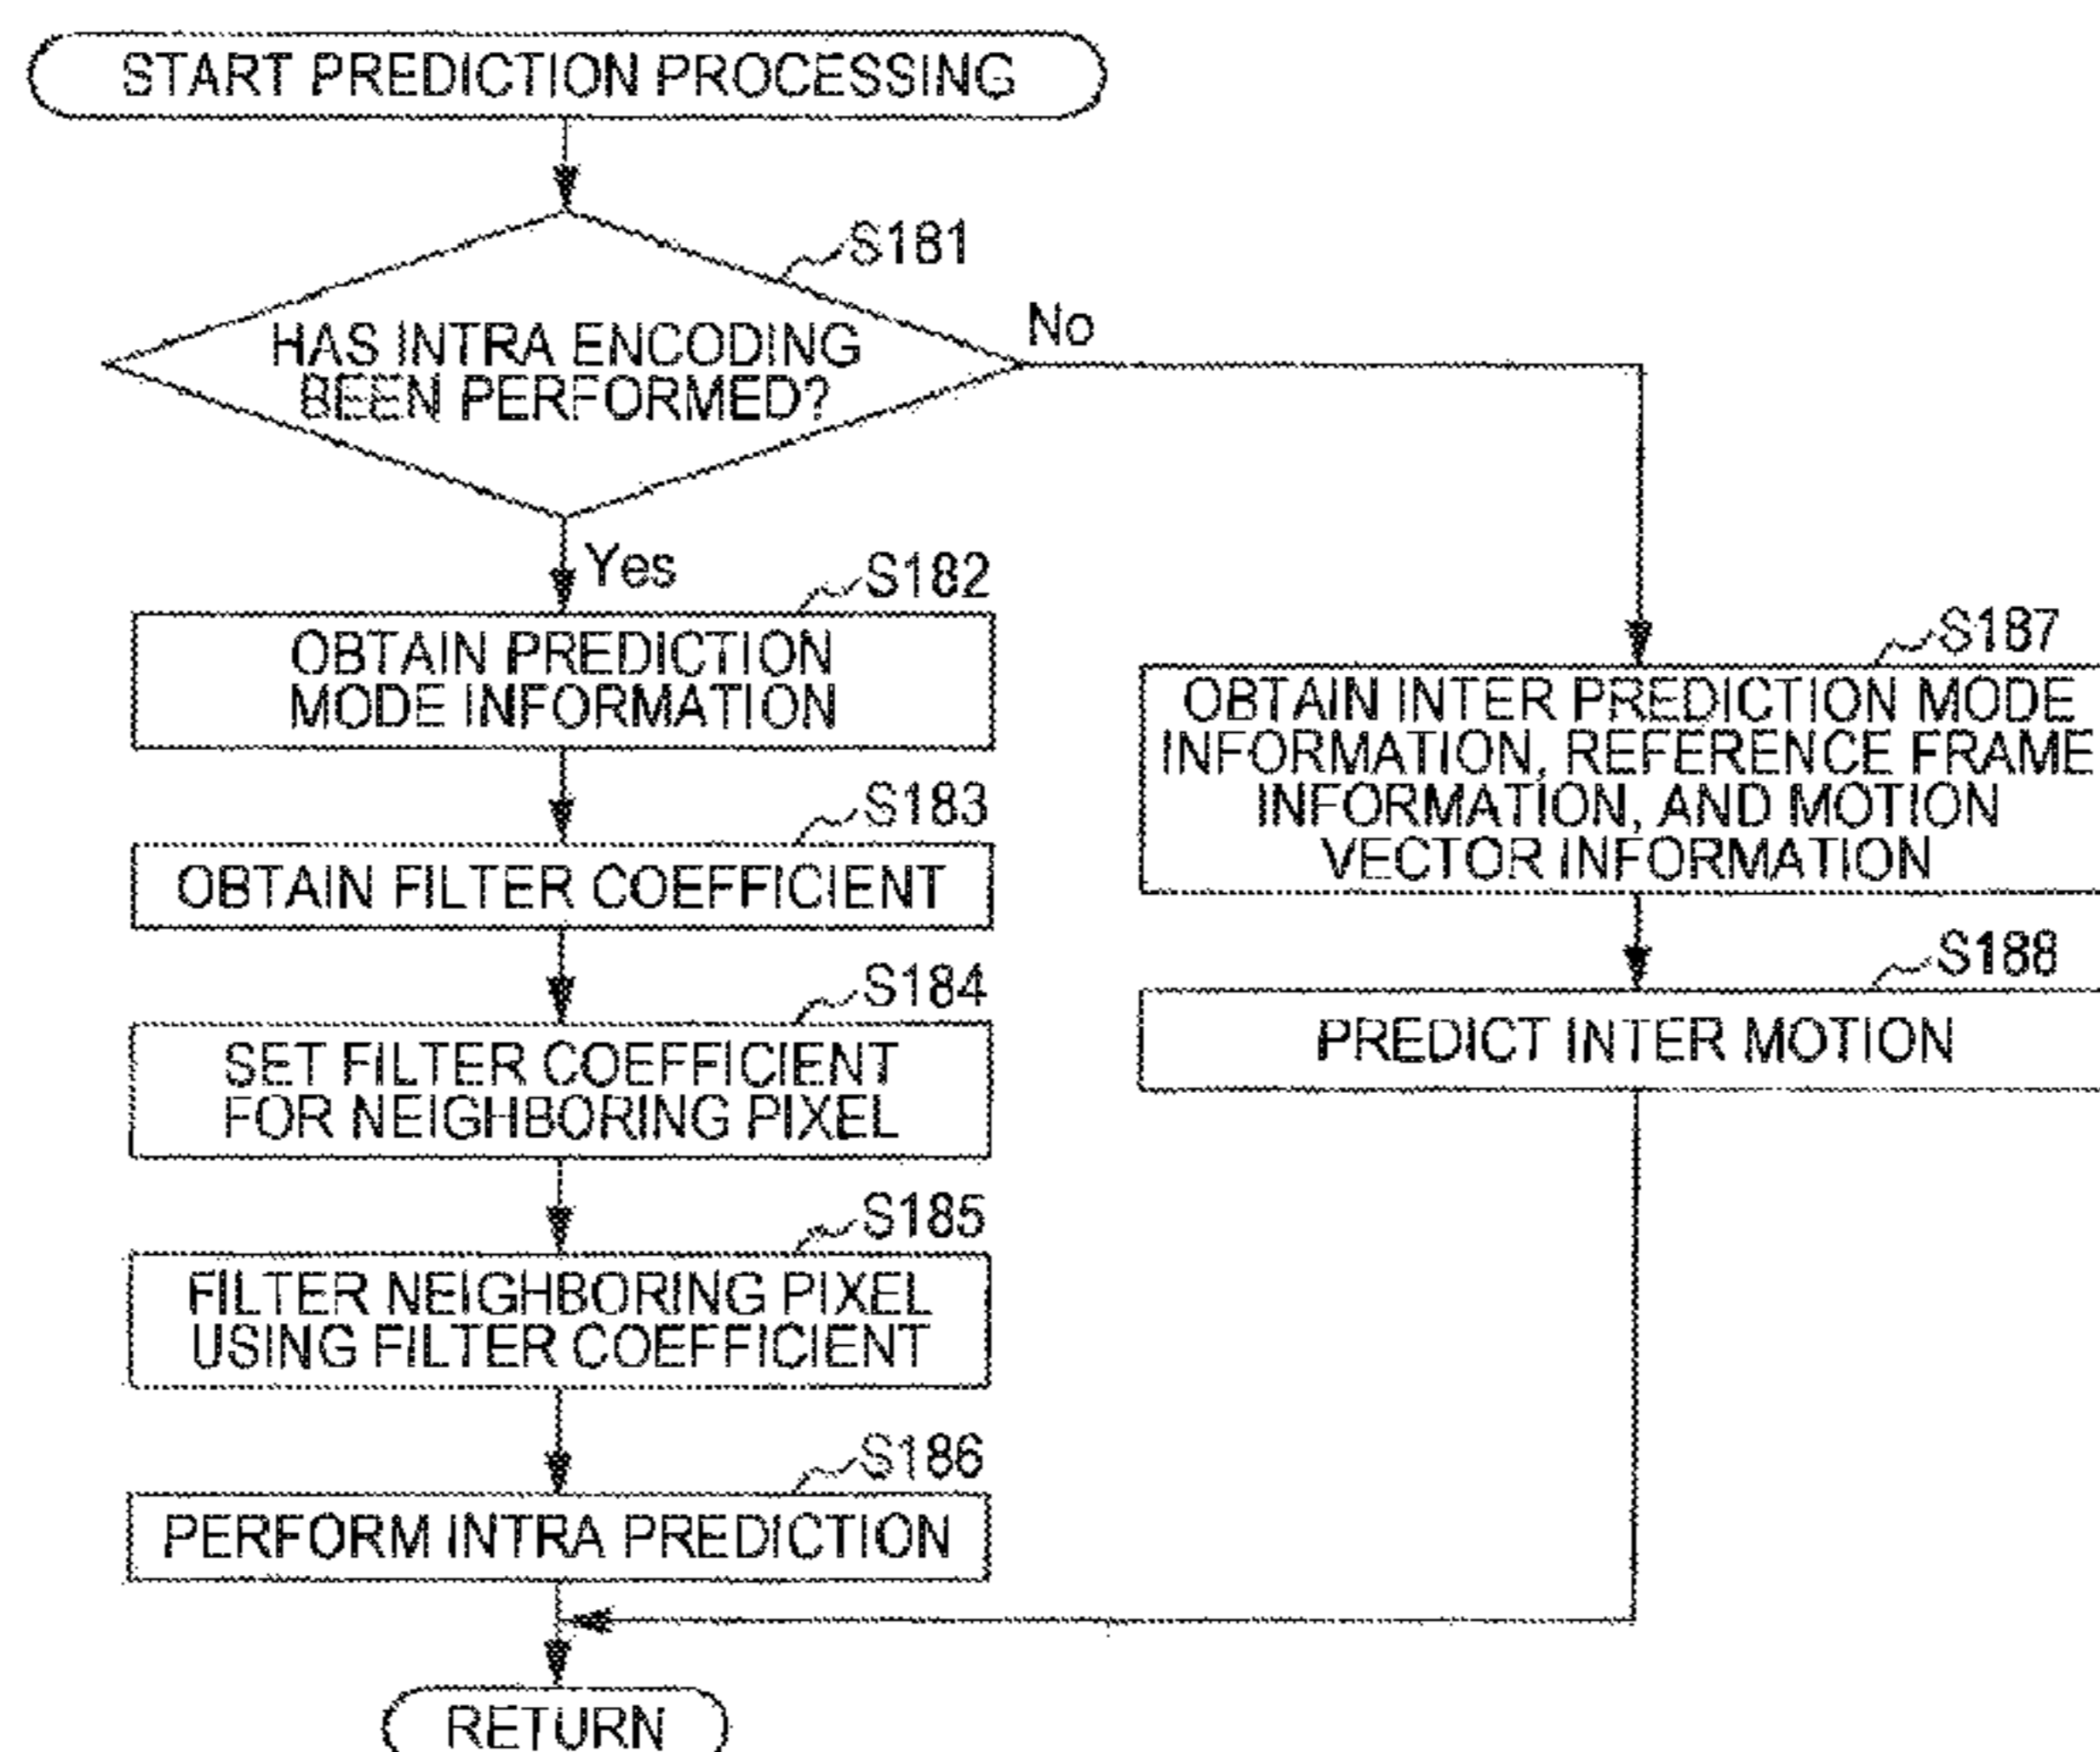 START PREDICTION PROCESSING
S181
HAS INTRA ENCODING
BEEN PERFORMED?
No
Yes
S182
OBTAIN PREDICTION
MODE INFORMATION
S183
OBTAIN FILTER COEFFICIENT
S184
SET FILTER COEFFICIENT
FOR NEIGHBORING PIXEL
S185
FILTER NEIGHBORING PIXEL
USING FILTER COEFFICIENT
S186
PERFORM INTRA PREDICTION
S187
OBTAIN INTER PREDICTION MODE
INFORMATION, REFERENCE FRAME
INFORMATION, AND MOTION
VECTOR INFORMATION
S188
PREDICT INTER MOTION
RETURN